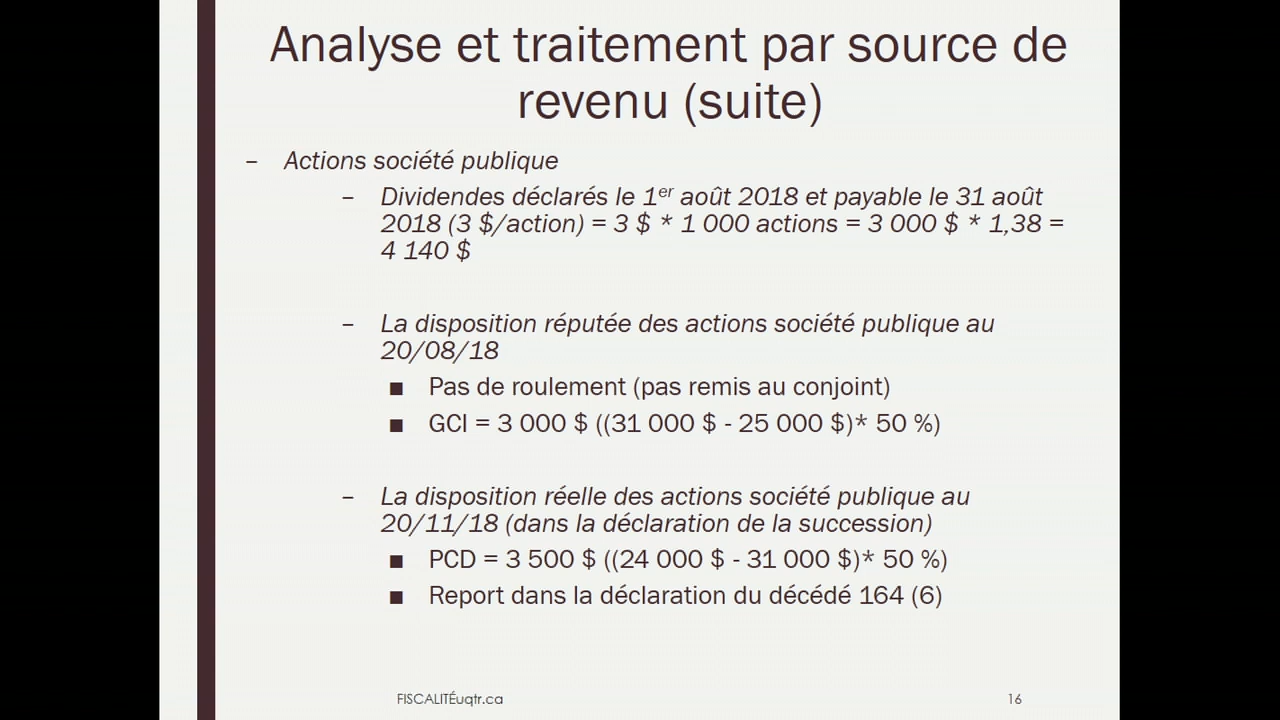 Analyse et traitement par source de
revenu (suite)
– Actions société publique
– Dividendes déclarés le 1er août 2018 et payable le 31 août
2018 (3 $/action) = 3 $ * 1 000 actions = 3 000 $ * 1,38 =
4 140 $
– La disposition réputée des actions société publique au
20/08/18
■ Pas de roulement (pas remis au conjoint)
■ GCI = 3 000 $ ((31 000 $ - 25 000 $)* 50 %)
– La disposition réelle des actions société publique au
20/11/18 (dans la déclaration de la succession)
■ PCD = 3 500 $ ((24 000 $ - 31 000 $)* 50 %)
■ Report dans la déclaration du décédé 164 (6)
FISCALITÉuqtr.ca
16